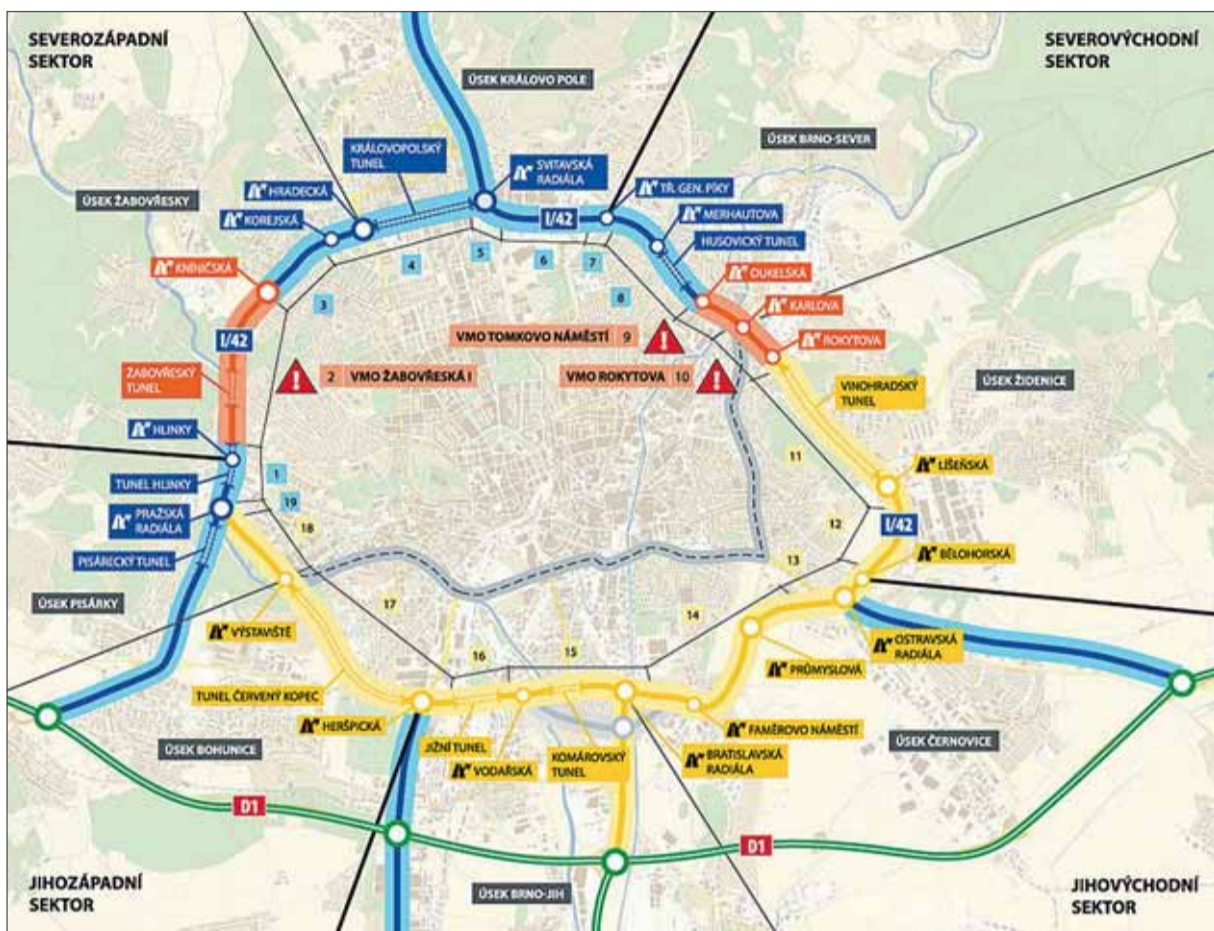 SEVEROZÁPADNÍ
SEKTOR
SEVEROVÝCHODNÍ
SEKTOR
ÚSEK KRÁLOVO POLE
ÚSEK BRNO-SEVER
KRÁLOVOPOLSKÝ
TUNEL
SVITAVSKÁ
RADIÁLA
HRADECKÁ
TŘ. GEN. PÍKY
ÚSEK ŽABOVŘESKY
KOREJSKÁ
I/42
MERHAUTOVA
HUSOVICKÝ TUNEL
KNÍNIČSKÁ
4
5
6
7
DUKELSKÁ
3
8
KARLOVA
I/42
VMO TOMKOVO NÁMĚSTÍ 9
ROKYTOVA
ŽABOVŘESKÝ
TUNEL
2 VMO ŽABOVŘESKÁ I
VMO ROKYTOVA 10
VINOHRADSKÝ
TUNEL
ÚSEK ŽIDENICE
HLINKY
11
LÍŠEŇSKÁ
TUNEL HLINKY
1
19
PRAŽSKÁ
RADIÁLA
18
12
I/42
PISÁRECKÝ TUNEL
13
BĚLOHORSKÁ
ÚSEK PISÁRKY
17
14
VÝSTAVIŠTĚ
16
15
OSTRAVSKÁ
RADIÁLA
PRŮMYSLOVÁ
TUNEL ČERVENÝ KOPEC
HERŠPICKÁ
FAMĚROVO NÁMĚSTÍ
ÚSEK ČERNOVICE
ÚSEK BOHUNICE
JIŽNÍ TUNEL
VODAŘSKÁ
KOMÁROVSKÝ
TUNEL
BRATISLAVSKÁ
RADIÁLA
D1
D1
JIHOZÁPADNÍ
SEKTOR
ÚSEK BRNO-JIH
JIHOVÝCHODNÍ
SEKTOR